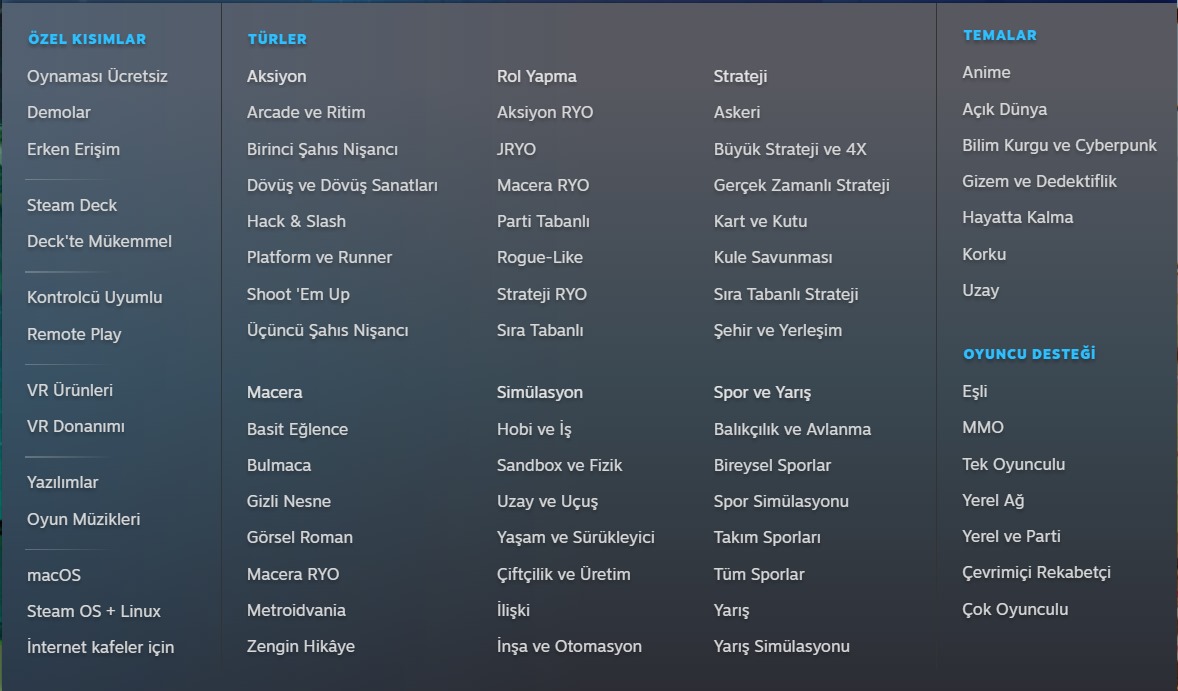 ÖZEL KISIMLAR
Oynaması Ücretsiz
Demolar
Erken Erişim
Steam Deck
Deck'te Mükemmel
Kontrolcü Uyumlu
Remote Play
VR Ürünleri
VR Donanımı
Yazılımlar
Oyun Müzikleri
macOS
Steam OS + Linux
İnternet kafeler için
TÜRLER
Aksiyon
Arcade ve Ritim
Birinci Şahıs Nişancı
Dövüş ve Dövüş Sanatları
Hack & Slash
Platform ve Runner
Shoot 'Em Up
Üçüncü Şahıs Nişancı
Macera
Basit Eğlence
Bulmaca
Gizli Nesne
Görsel Roman
Macera RYO
Metroidvania
Zengin Hikâye
Rol Yapma
Aksiyon RYO
JRYO
Macera RYO
Parti Tabanlı
Rogue-Like
Strateji RYO
Sıra Tabanlı
Simülasyon
Hobi ve İş
Sandbox ve Fizik
Uzay ve Uçuş
Yaşam ve Sürükleyici
Çiftçilik ve Üretim
İlişki
İnşa ve Otomasyon
Strateji
Askeri
Büyük Strateji ve 4X
Gerçek Zamanlı Strateji
Kart ve Kutu
Kule Savunması
Sıra Tabanlı Strateji
Şehir ve Yerleşim
Spor ve Yarış
Balıkçılık ve Avlanma
Bireysel Sporlar
Spor Simülasyonu
Takım Sporları
Tüm Sporlar
Yarış
Yarış Simülasyonu
TEMALAR
Anime
Açık Dünya
Bilim Kurgu ve Cyberpunk
Gizem ve Dedektiflik
Hayatta Kalma
Korku
Uzay
OYUNCU DESTEĞİ
Eşli
MMO
Tek Oyunculu
Yerel Ağ
Yerel ve Parti
Çevrimiçi Rekabetçi
Çok Oyunculu